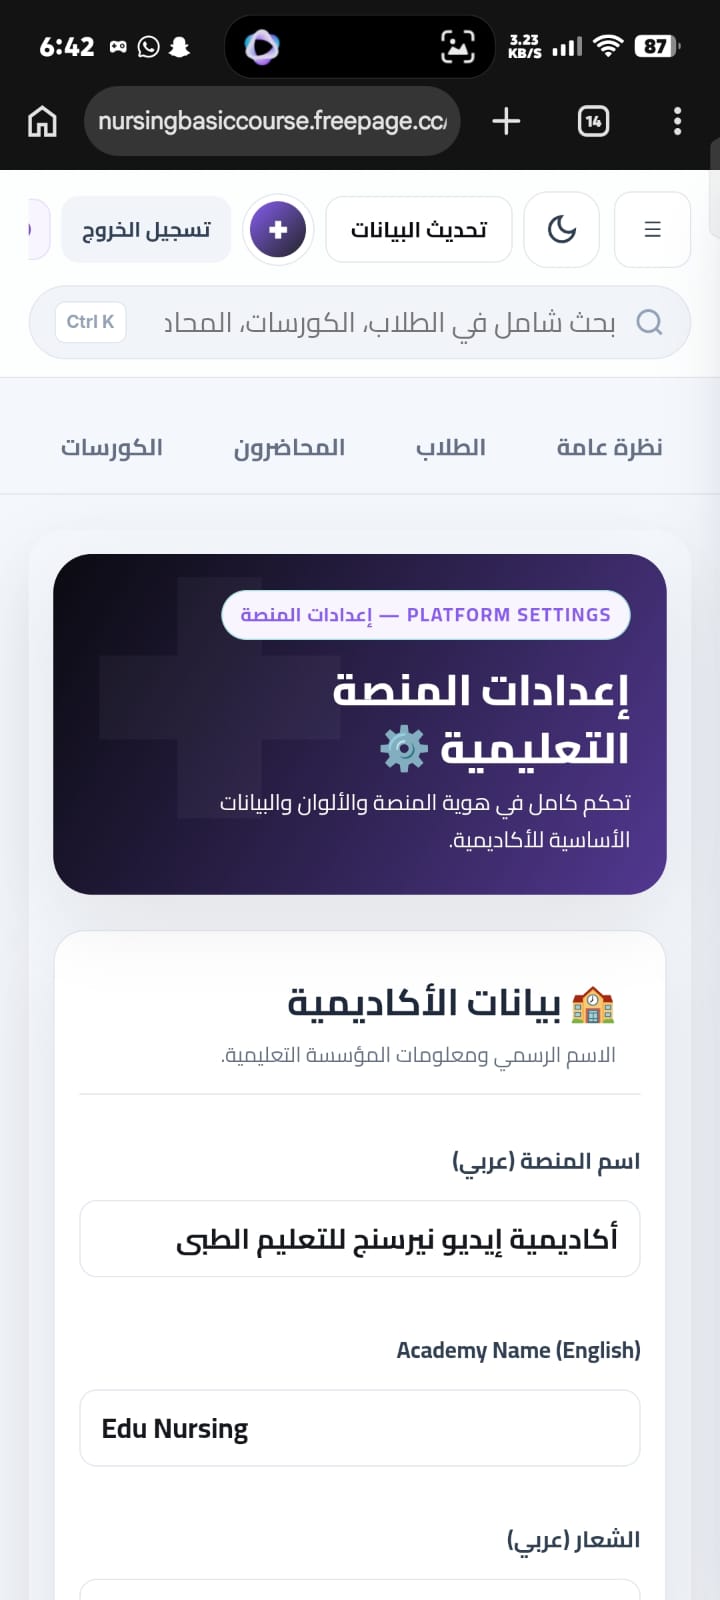 6:42
3.23
KB/S
87
nursingbasiccourse.freepage.cc/
14
تحديث البيانات
تسجيل الخروج
بحث شامل في الطلاب، الكورسات، المحاد
Ctrl K
نظرة عامة
الطلاب
المحاضرون
الكورسات
PLATFORM SETTINGS — إعدادات المنصة
إعدادات المنصة
التعليمية
تحكم كامل في هوية المنصة والألوان والبيانات
الأساسية للأكاديمية.
بيانات الأكاديمية
الاسم الرسمي ومعلومات المؤسسة التعليمية.
اسم المنصة (عربي)
أكاديمية إيديو نيرسنج للتعليم الطبى
Academy Name (English)
Edu Nursing
الشعار (عربي)